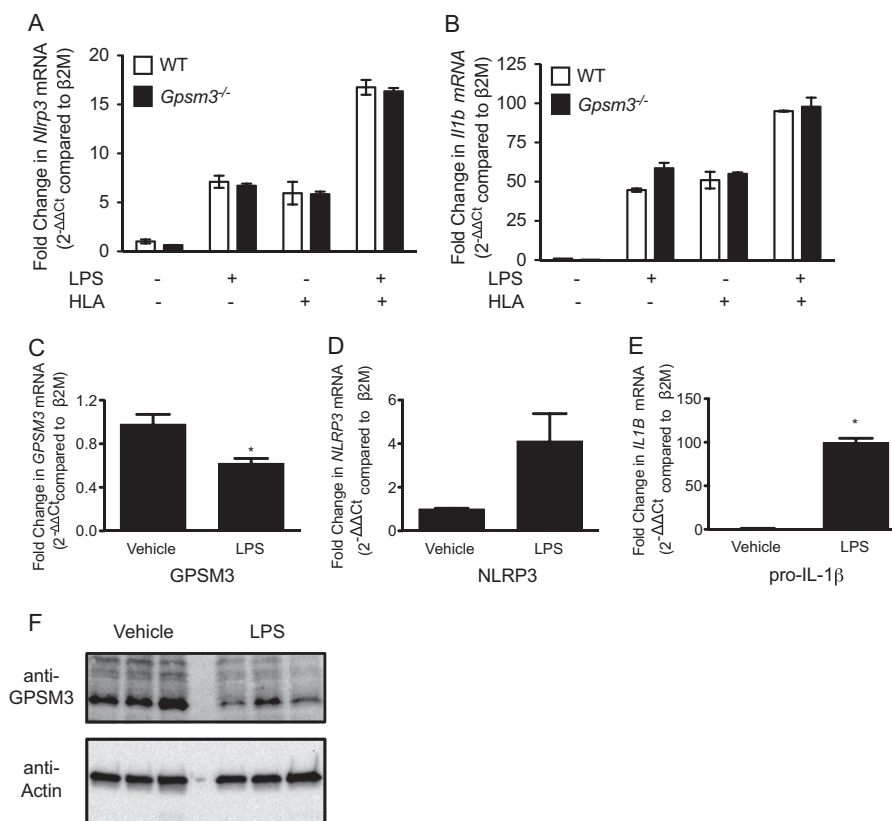 A
Fold Change in Nlrp3 mRNA
(2-ΔΔCt compared to β2M)
20
15
10
5
0
WT
Gpsm3-/-
LPS - + - +
HLA - - + +
B
Fold Change in Il1b mRNA
(2-ΔΔCt compared to β2M)
125
100
75
50
25
0
WT
Gpsm3-/-
LPS - + - +
HLA - - + +
C
Fold Change in GPSM3 mRNA
(2-ΔΔCt compared to β2M)
1.2
0.8
0.4
0.0
*
Vehicle LPS
GPSM3
D
Fold Change in NLRP3 mRNA
(2-ΔΔCt compared to β2M)
6
4
2
0
Vehicle LPS
NLRP3
E
Fold Change in IL1B mRNA
(2-ΔΔCt compared to β2M)
150
100
50
0
*
Vehicle LPS
pro-IL-1β
F
Vehicle LPS
anti-
GPSM3
anti-
Actin